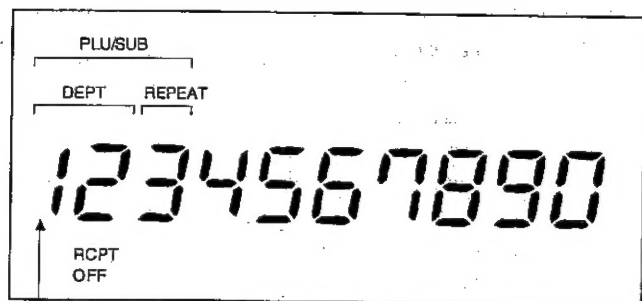 PLU/SUB
DEPT REPEAT
1234567890
RCPT
OFF